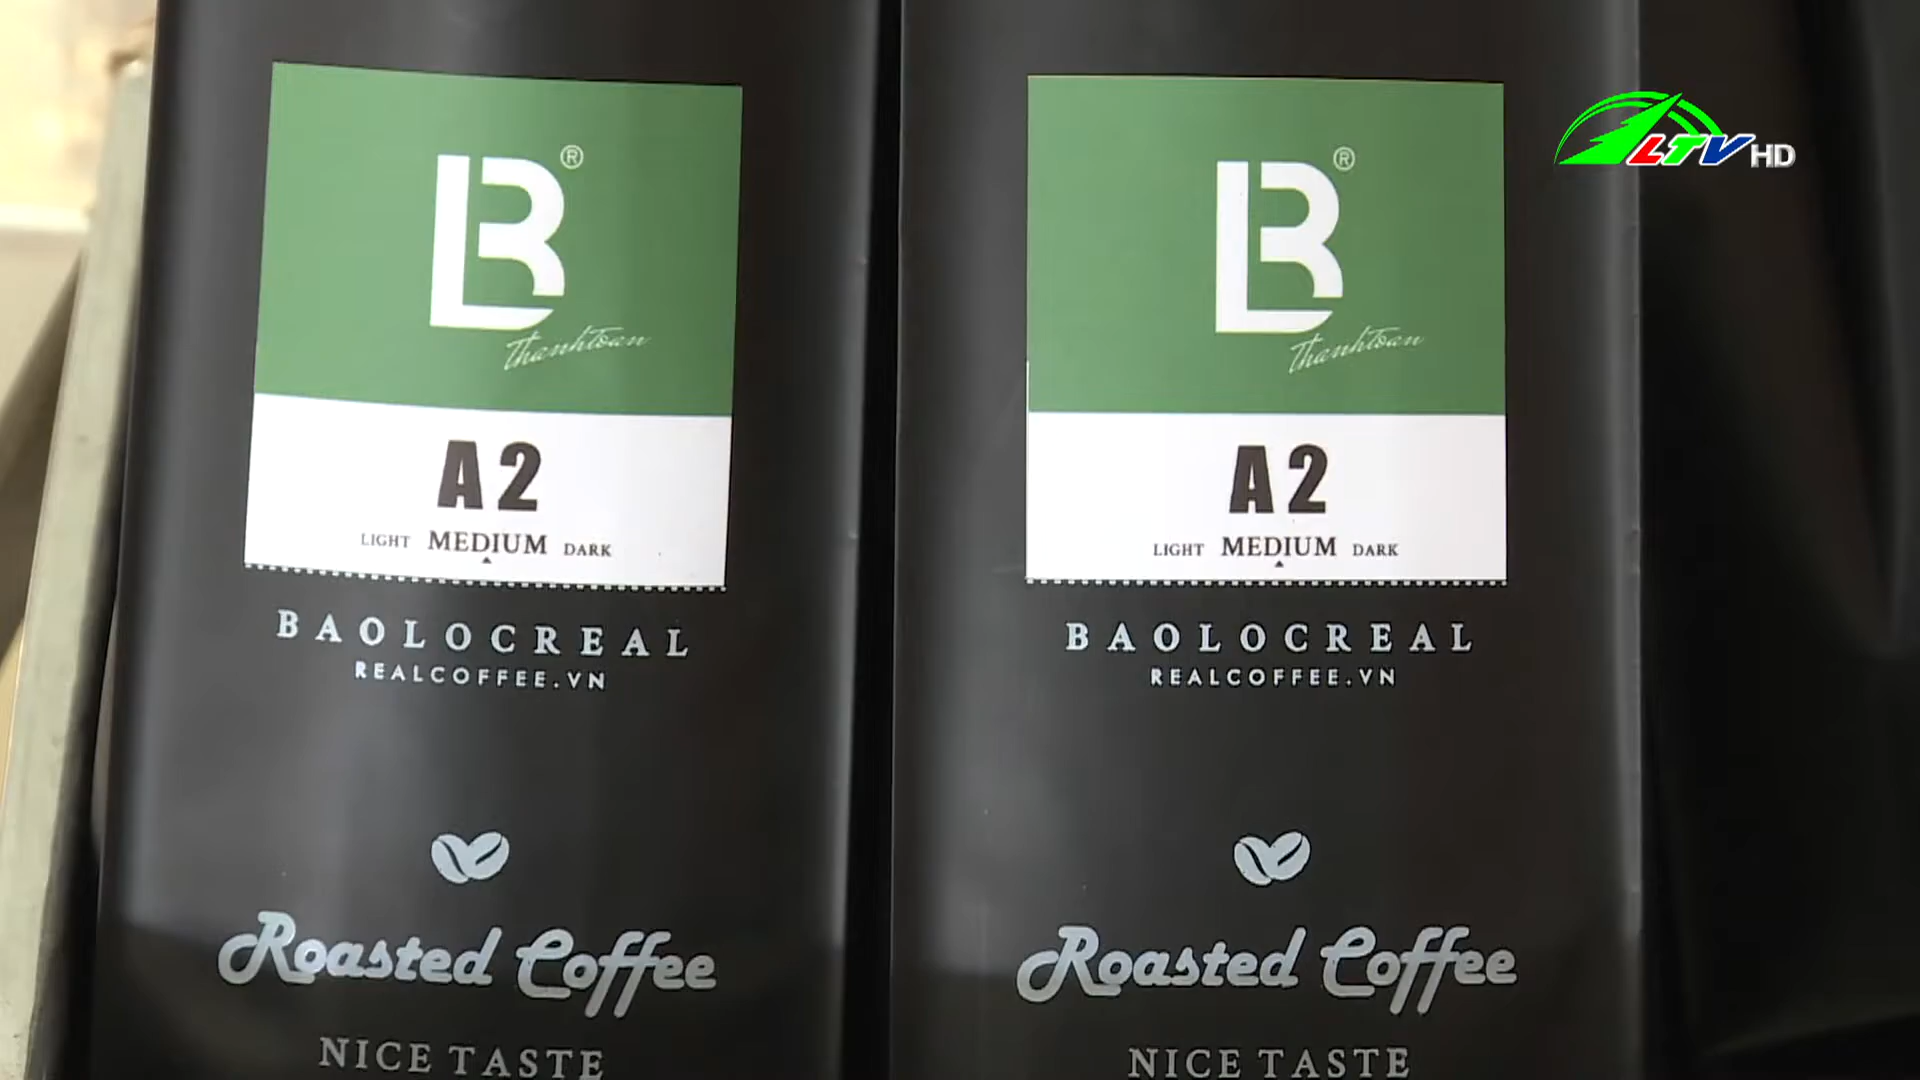 LB®
thanhtoan
A2
LIGHT MEDIUM DARK
BAOLOCREAL
REALCOFFEE.VN
Roasted Coffee
NICE TASTE
LB®
thanhtoan
A2
LIGHT MEDIUM DARK
BAOLOCREAL
REALCOFFEE.VN
Roasted Coffee
NICE TASTE
LTV HD